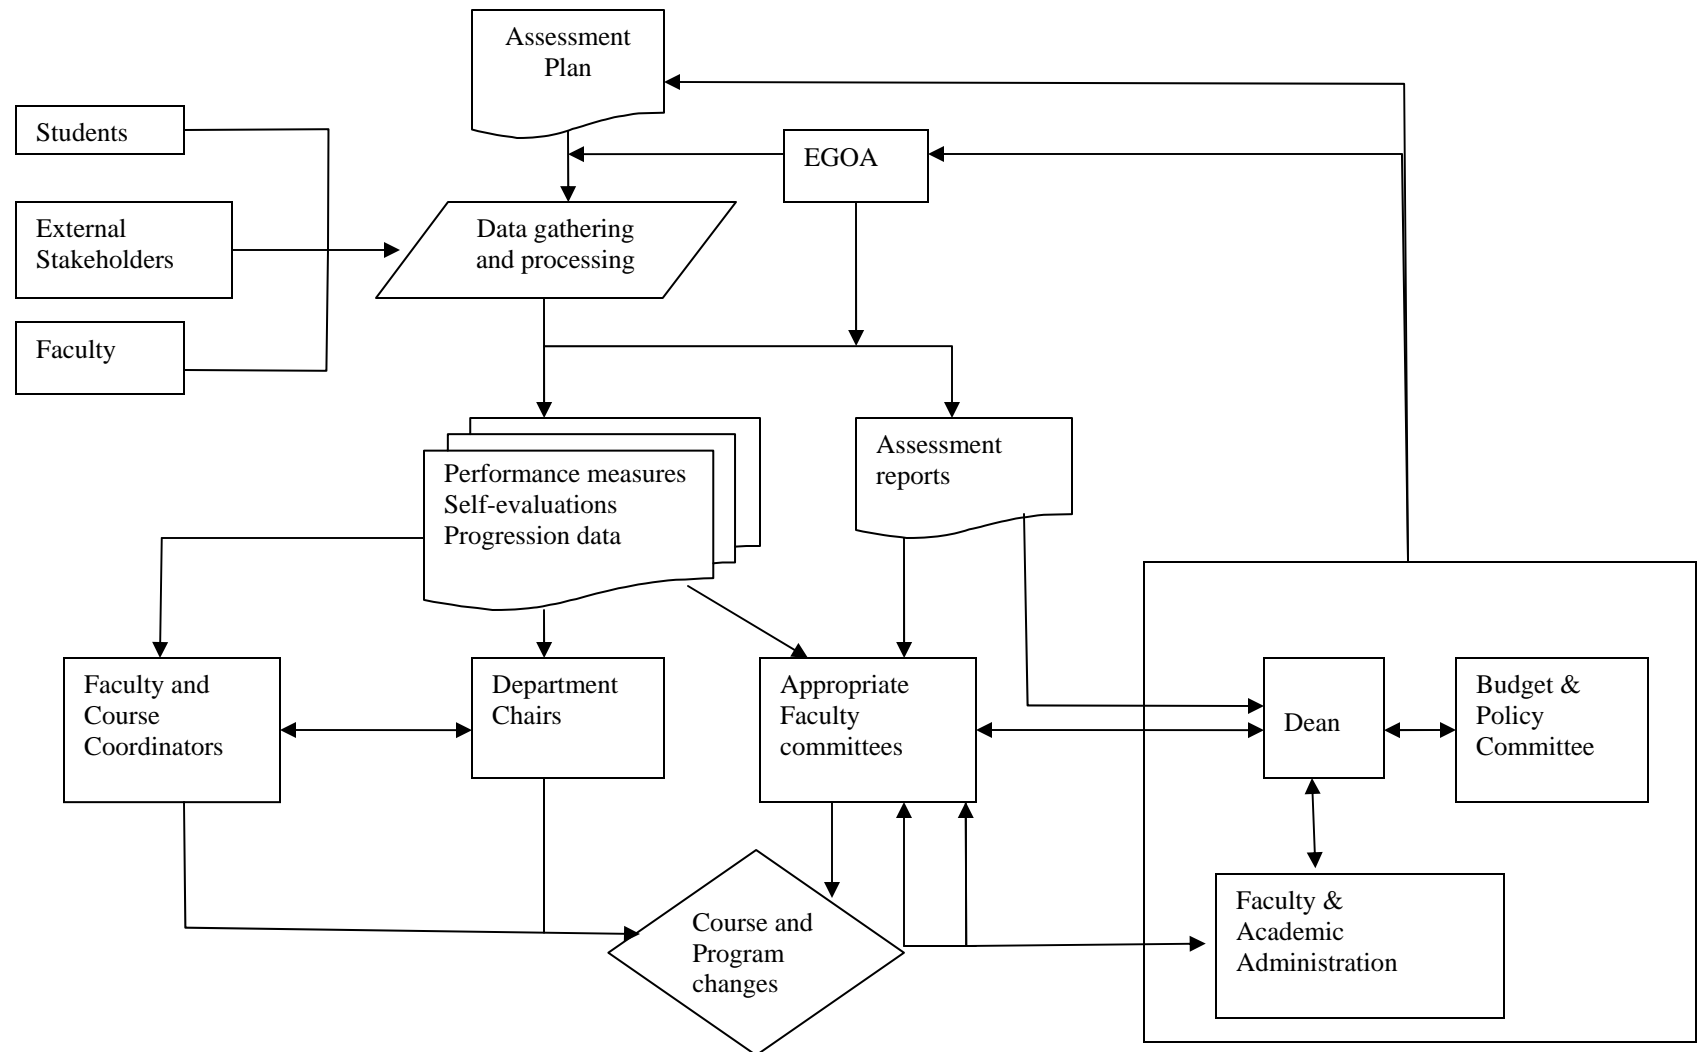 Assessment
Plan
Students
EGOA
External
Stakeholders
Data gathering
and processing
Faculty
Performance measures
Self-evaluations
Progression data
Assessment
reports
Faculty and
Course
Coordinators
Department
Chairs
Appropriate
Faculty
committees
Dean
Budget &
Policy
Committee
Course and
Program
changes
Faculty &
Academic
Administration